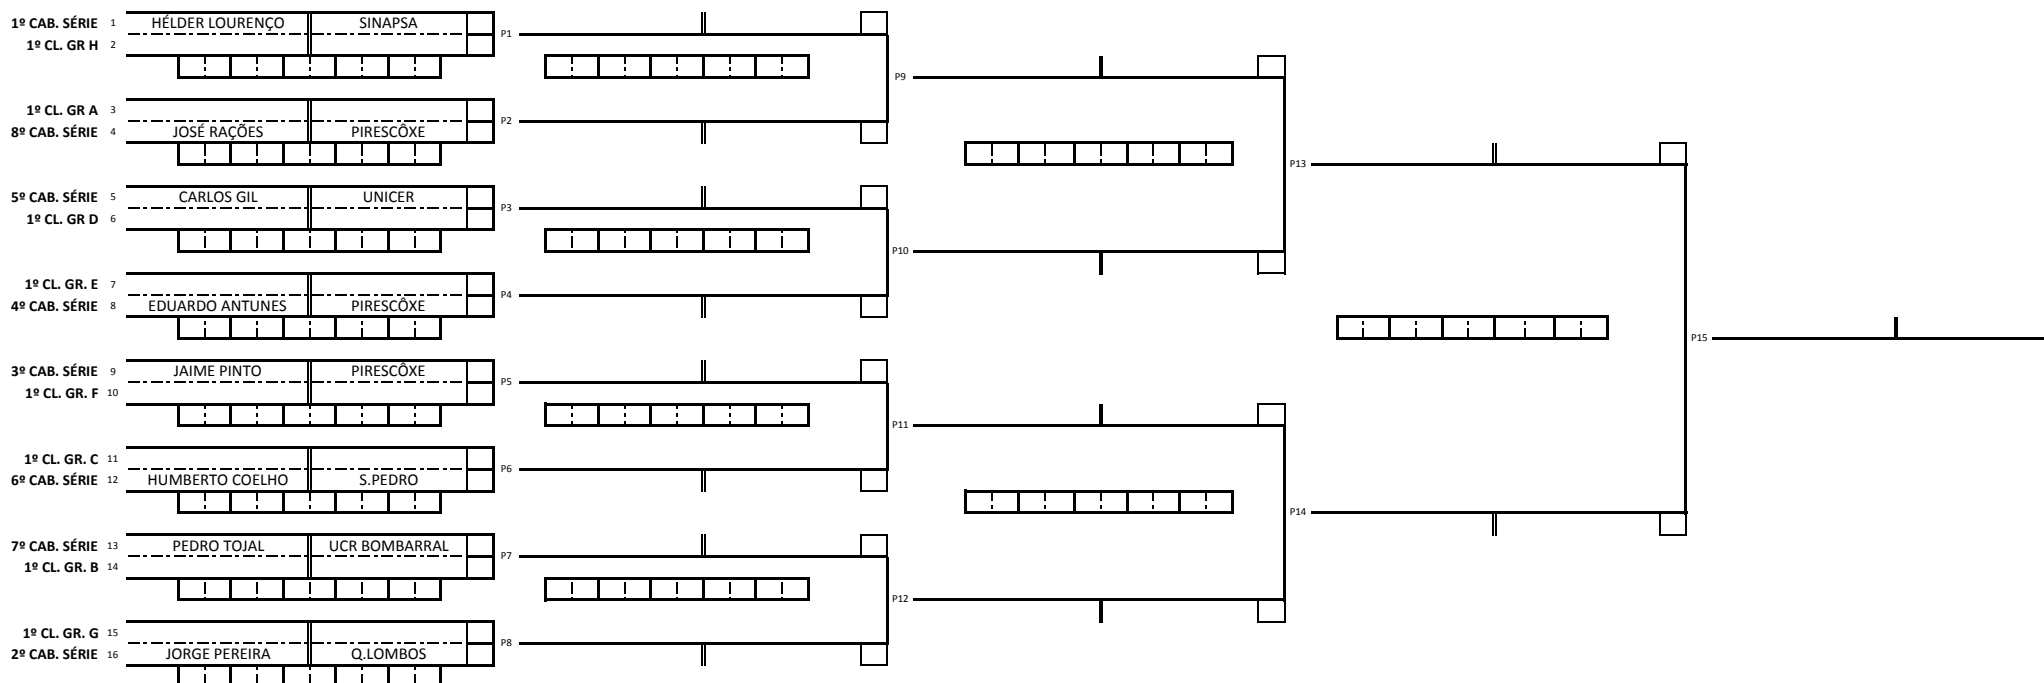 1º CAB. SÉRIE 1 HÉLDER LOURENÇO SINAPSA
P1
1º CL. GR H 2
P9
1º CL. GR A 3
P2
8º CAB. SÉRIE 4 JOSÉ RAÇÕES PIRESCÔXE
P13
5º CAB. SÉRIE 5 CARLOS GIL UNICER
P3
1º CL. GR D 6
P10
1º CL. GR. E 7
P4
4º CAB. SÉRIE 8 EDUARDO ANTUNES PIRESCÔXE
P15
3º CAB. SÉRIE 9 JAIME PINTO PIRESCÔXE
P5
1º CL. GR. F 10
P11
1º CL. GR. C 11
P6
6º CAB. SÉRIE 12 HUMBERTO COELHO S.PEDRO
P14
7º CAB. SÉRIE 13 PEDRO TOJAL UCR BOMBARRAL
P7
1º CL. GR. B 14
P12
1º CL. GR. G 15
P8
2º CAB. SÉRIE 16 JORGE PEREIRA Q.LOMBOS